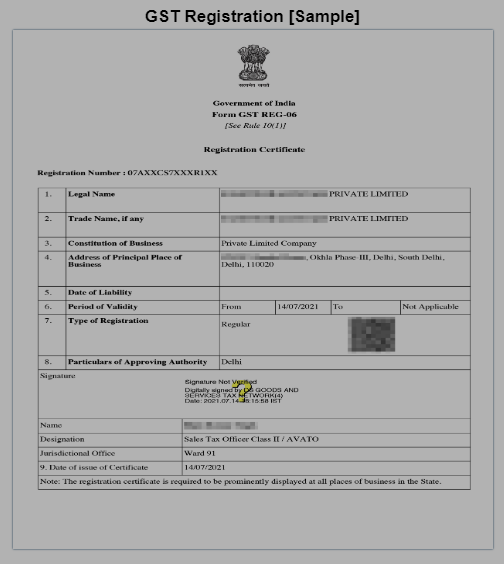 GST Registration [Sample]
सत्यमेव जयते
Government of India
Form GST REG-06
[See Rule 10(1)]
Registration Certificate
Registration Number : 07AXXCS7XXXR1XX
1. Legal Name PRIVATE LIMITED
2. Trade Name, if any PRIVATE LIMITED
3. Constitution of Business Private Limited Company
4. Address of Principal Place of Business , Okhla Phase-III, Delhi, South Delhi, Delhi, 110020
5. Date of Liability
6. Period of Validity From 14/07/2021 To Not Applicable
7. Type of Registration Regular
8. Particulars of Approving Authority Delhi
Signature
Signature Not Verified
Digitally signed by DS GOODS AND
SERVICES TAX NETWORK(4)
Date: 2021.07.14 15:15:58 IST
Name
Designation Sales Tax Officer Class II / AVATO
Jurisdictional Office Ward 91
9. Date of issue of Certificate 14/07/2021
Note: The registration certificate is required to be prominently displayed at all places of business in the State.